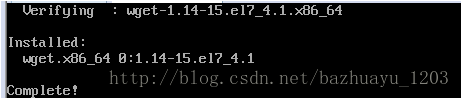 Verifying  : wget-1.14-15.el7_4.1.x86_64
Installed:
wget.x86_64 0:1.14-15.el7_4.1
http://blog.csdn.net/bazhuayu_1203
Complete!